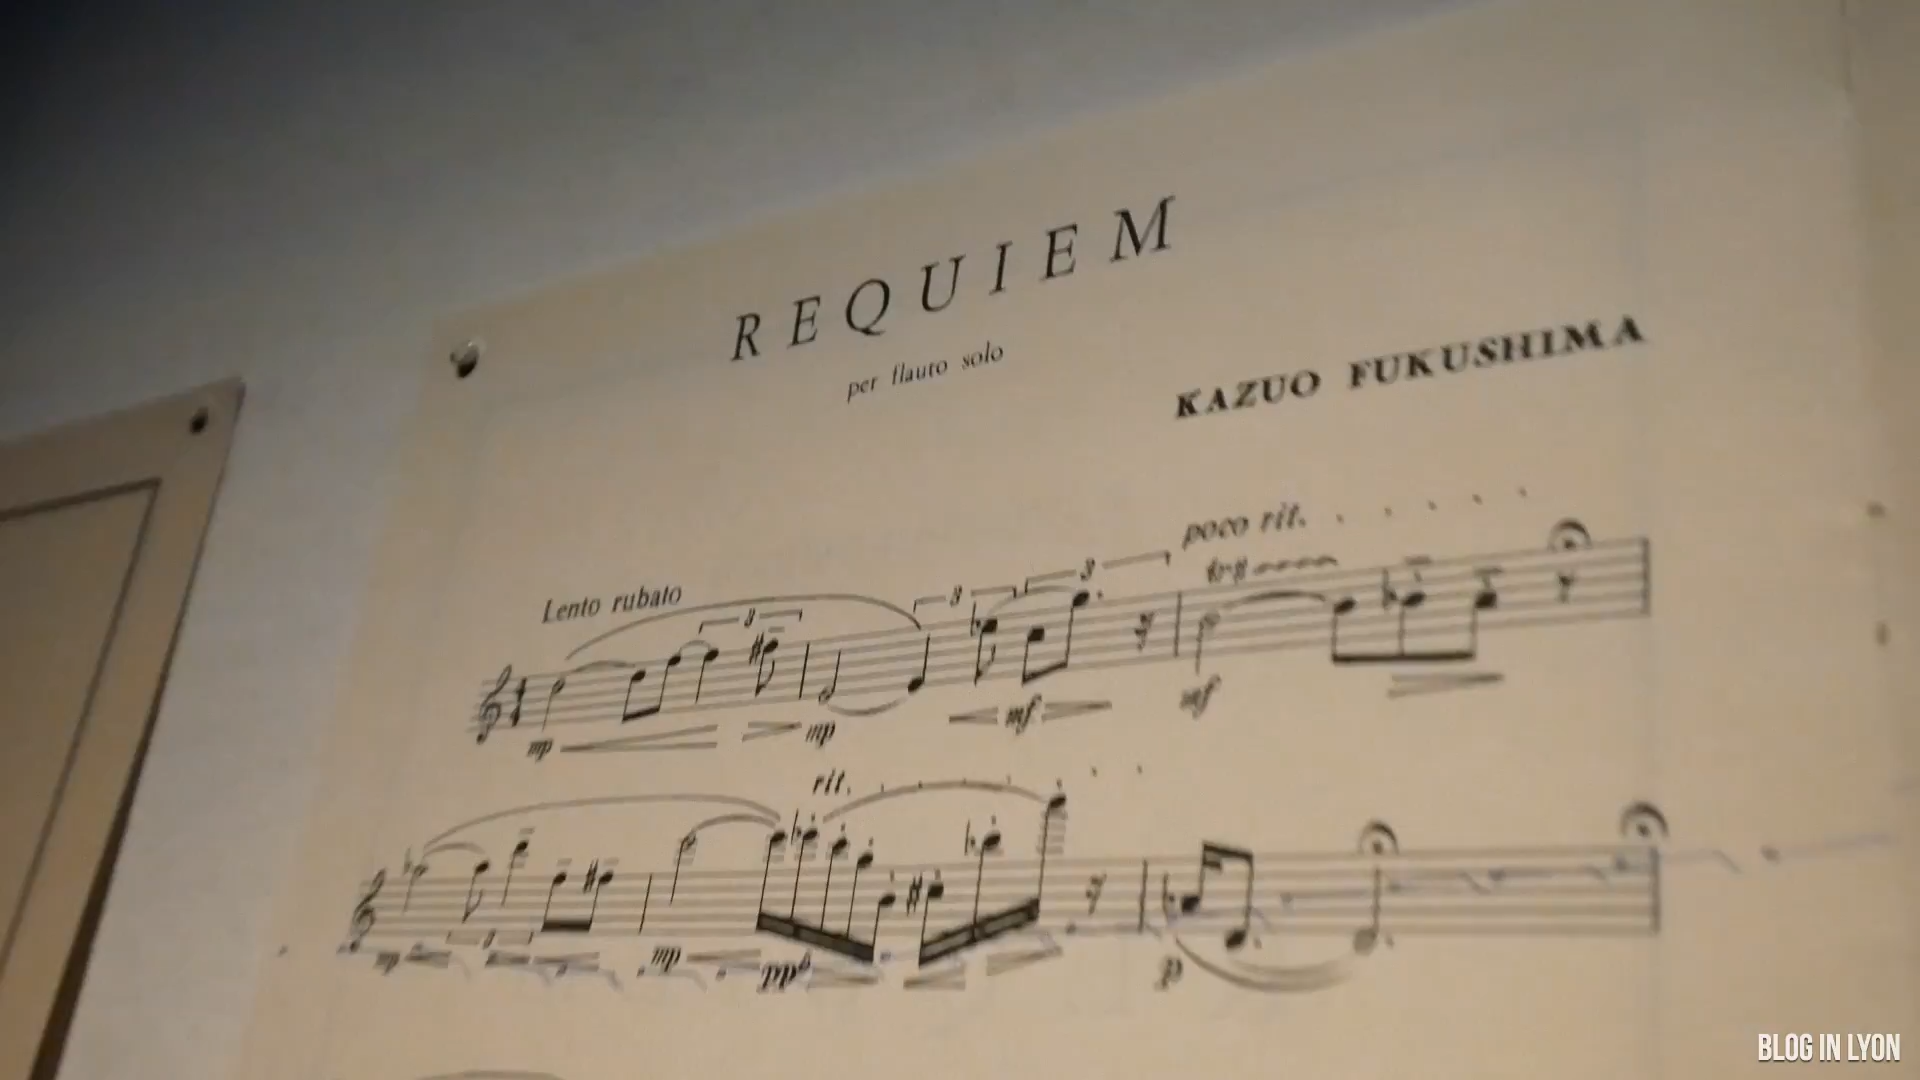 REQUIEM
per flauto solo
KAZUO FUKUSHIMA
poco rit.
Lento rubato
3 3 3
mp mp mf mf
rit.
3
mp mp ppp p
BLOG IN LYON